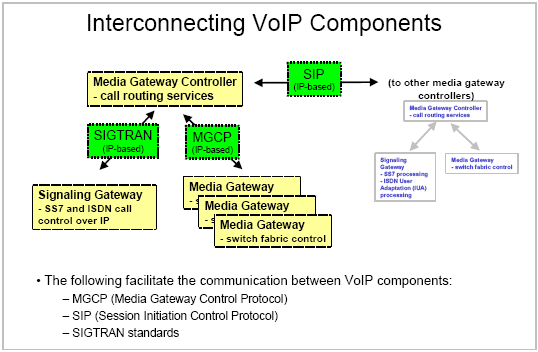 Interconnecting VoIP Components
SIP
(IP-based)
Media Gateway Controller
- call routing services
(to other media gateway
controllers)
Media Gateway Controller
- call routing services
SIGTRAN
(IP-based)
MGCP
(IP-based)
Signaling
Gateway
- SS7 processing
- ISDN User
Adaptation (IUA)
processing
Media Gateway
- switch fabric control
Signaling Gateway
- SS7 and ISDN call
control over IP
Media Gateway
- s
Media Gateway
- s
Media Gateway
- switch fabric control
• The following facilitate the communication between VoIP components:
– MGCP (Media Gateway Control Protocol)
– SIP (Session Initiation Control Protocol)
– SIGTRAN standards